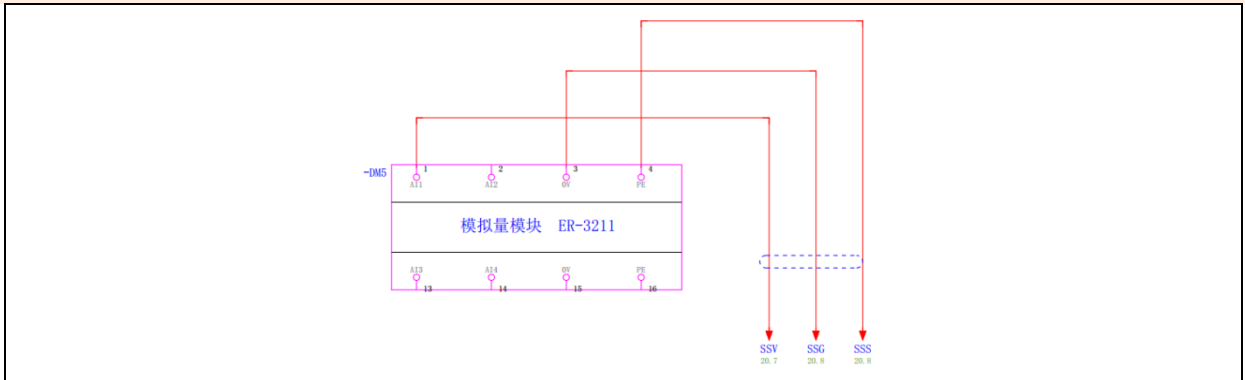 -DM5
1 2 3 4
AI1 AI2 0V PE
模拟量模块 ER-3211
AI3 AI4 0V PE
13 14 15 16
SSV SSG SSS
20.7 20.8 20.8